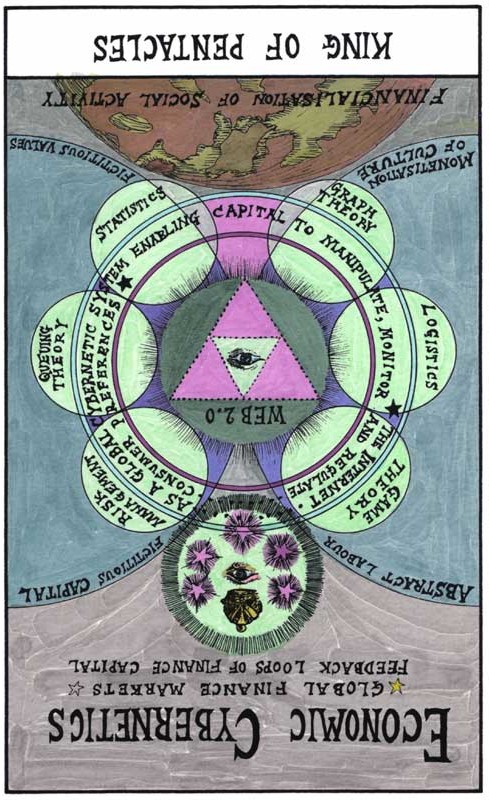 ECONOMIC CYBERNETICS
GLOBAL FINANCE MARKETS
FEEDBACK LOOPS OF FINANCE CAPITAL
ABSTRACT LABOUR
FICTITIOUS CAPITAL
THE INTERNET · AS A GLOBAL CYBERNETIC SYSTEM ENABLING CAPITAL TO MANIPULATE, MONITOR
AND REGULATE CONSUMER PREFERENCES
GAME
THEORY
RISK
MANAGEMENT
WEB 2.0
LOGISTICS
QUEUING
THEORY
GRAPH
THEORY
STATISTICS
MONETISATION
OF CULTURE
FICTITIOUS VALUES
FINANCIALISATION OF SOCIAL ACTIVITY
KING OF PENTACLES